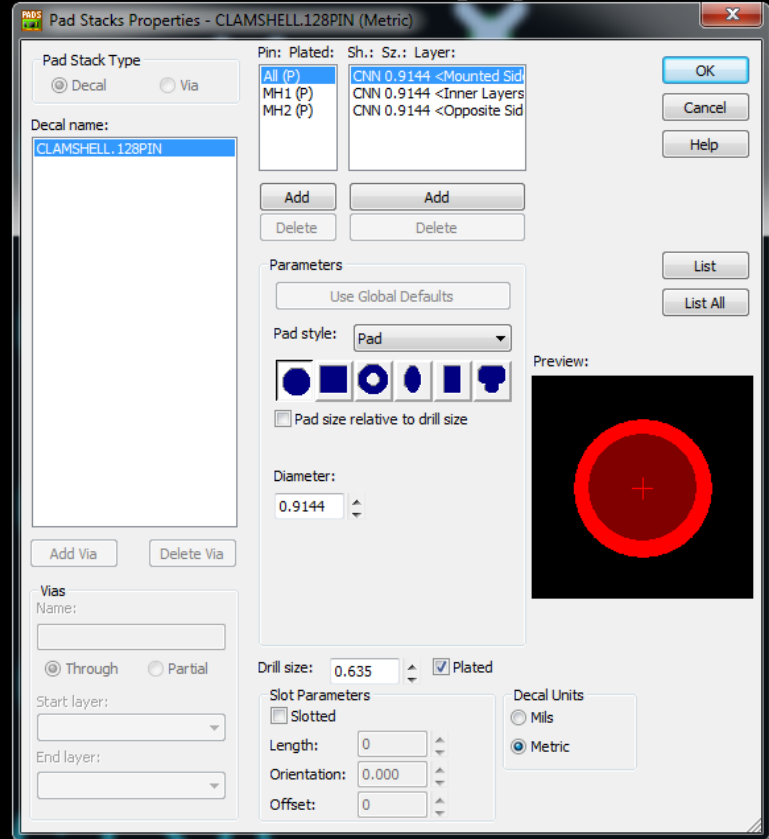 PADS
Pad Stacks Properties - CLAMSHELL.128PIN (Metric)
Pad Stack Type
Decal
Via
Decal name:
CLAMSHELL.128PIN
Add Via
Delete Via
Vias
Name:
Through
Partial
Start layer:
End layer:
Pin: Plated:
All (P)
MH1 (P)
MH2 (P)
Add
Delete
Sh.: Sz.: Layer:
CNN 0.9144 <Mounted Sid
CNN 0.9144 <Inner Layers
CNN 0.9144 <Opposite Sid
Add
Delete
Parameters
Use Global Defaults
Pad style:
Pad
Pad size relative to drill size
Diameter:
0.9144
Drill size:
0.635
Plated
Slot Parameters
Slotted
Length:
0
Orientation:
0.000
Offset:
0
Decal Units
Mils
Metric
OK
Cancel
Help
List
List All
Preview: